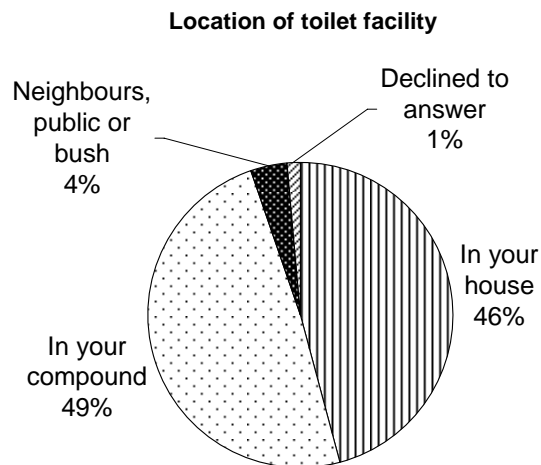 Location of toilet facility
Neighbours,
public or
bush
4%
Declined to
answer
1%
In your
house
46%
In your
compound
49%